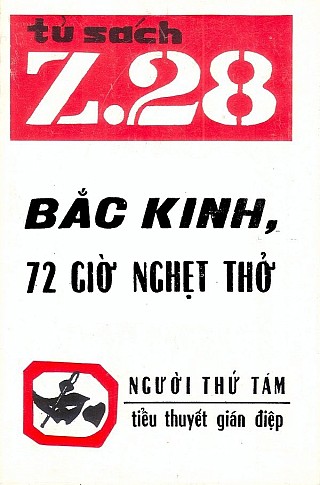 tủ sách
Z.28
BẮC KINH,
72 GIỜ NGHẸT THỞ
NGƯỜI THỨ TÁM
tiểu thuyết gián điệp